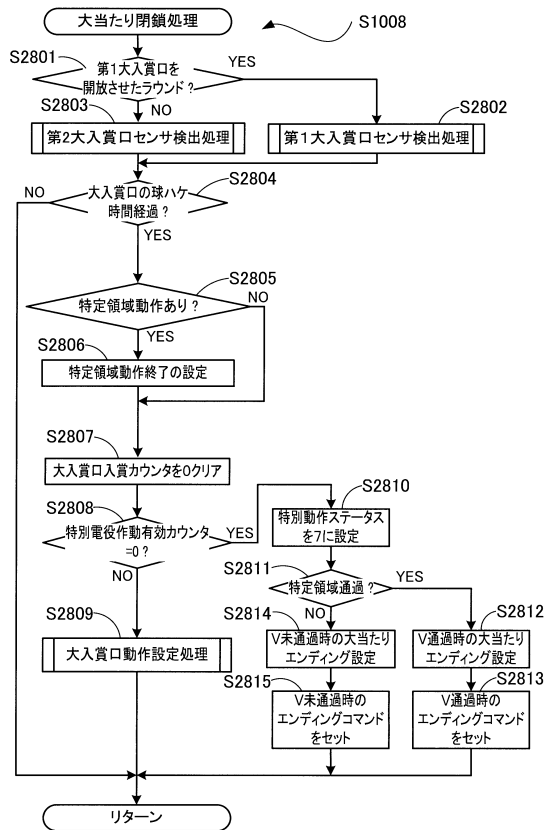 大当たり閉鎖処理
S1008
S2801
第1大入賞口を
開放させたラウンド?
YES
NO
S2803
第2大入賞口センサ検出処理
S2802
第1大入賞口センサ検出処理
S2804
NO
大入賞口の球ハケ
時間経過?
YES
S2805
特定領域動作あり?
NO
YES
S2806
特定領域動作終了の設定
S2807
大入賞口入賞カウンタを0クリア
S2808
特別電役作動有効カウンタ
=0?
YES
NO
S2810
特別動作ステータス
を7に設定
S2811
特定領域通過?
YES
NO
S2809
大入賞口動作設定処理
S2814
V未通過時の大当たり
エンディング設定
S2812
V通過時の大当たり
エンディング設定
S2815
V未通過時の
エンディングコマンド
をセット
S2813
V通過時の
エンディングコマンド
をセット
リターン